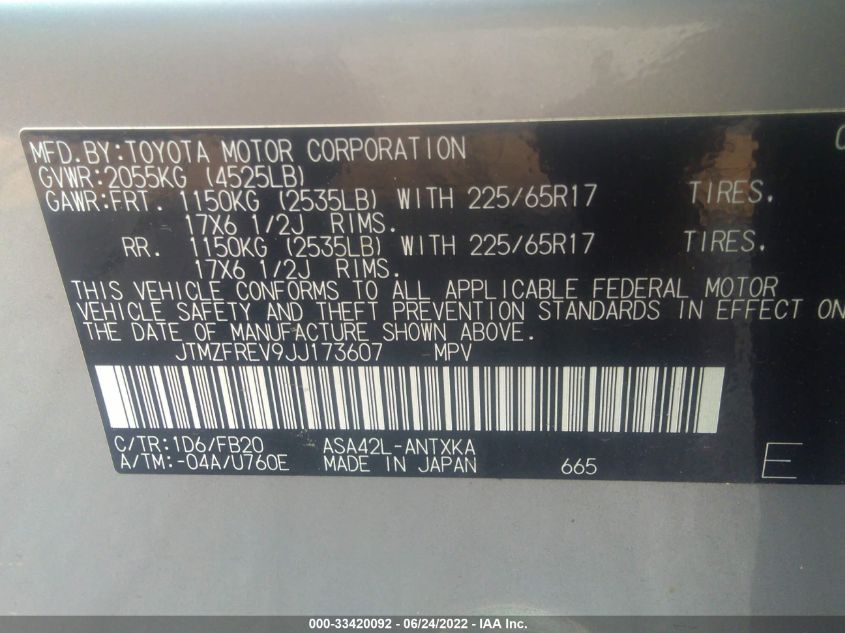 MFD.BY:TOYOTA MOTOR CORPORATION
GVWR:2055KG (4525LB)
GAWR:FRT. 1150KG (2535LB) WITH 225/65R17 TIRES.
17X6 1/2J RIMS.
RR. 1150KG (2535LB) WITH 225/65R17 TIRES.
17X6 1/2J RIMS.
THIS VEHICLE CONFORMS TO ALL APPLICABLE FEDERAL MOTOR
VEHICLE SAFETY AND THEFT PREVENTION STANDARDS IN EFFECT ON
THE DATE OF MANUFACTURE SHOWN ABOVE.
JTMZFREV9JJ173607 MPV
C/TR:1D6/FB20 ASA42L-ANTXKA
A/TM:-04A/U760E MADE IN JAPAN 665 E
000-33420092 - 06/24/2022 - IAA Inc.